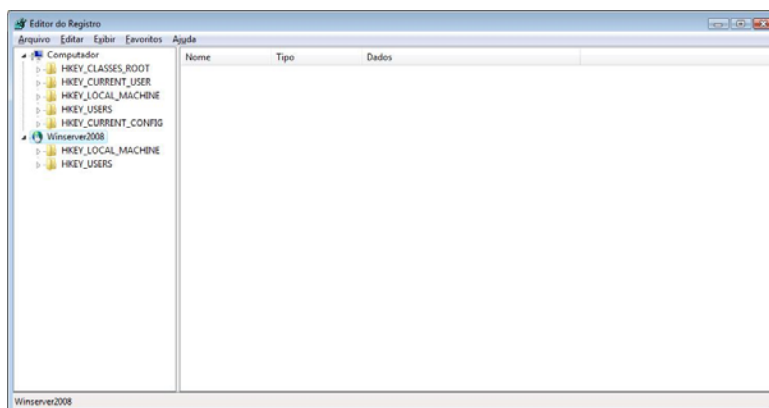 Editor do Registro
Arquivo Editar Exibir Favoritos Ajuda
Computador
HKEY_CLASSES_ROOT
HKEY_CURRENT_USER
HKEY_LOCAL_MACHINE
HKEY_USERS
HKEY_CURRENT_CONFIG
Winserver2008
HKEY_LOCAL_MACHINE
HKEY_USERS
Nome Tipo Dados
Winserver2008